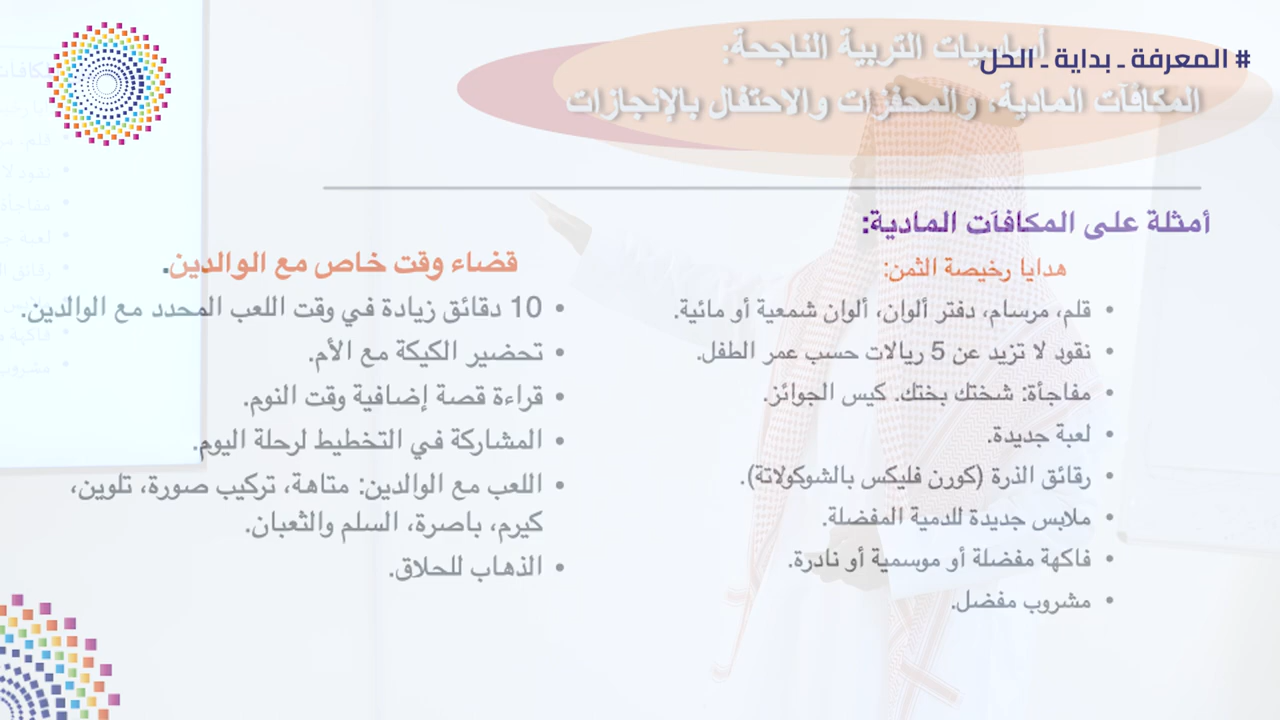 # المعرفة ـ بداية ـ الحل
أساسيات التربية الناجحة:
المكافآت المادية، والمحفزات والاحتفال بالإنجازات
أمثلة على المكافآت المادية:
هدايا رخيصة الثمن:
• قلم، مرسام، دفتر ألوان، ألوان شمعية أو مائية.
• نقود لا تزيد عن 5 ريالات حسب عمر الطفل.
• مفاجأة: شختك بختك. كيس الجوائز.
• لعبة جديدة.
• رقائق الذرة (كورن فليكس بالشوكولاتة).
• ملابس جديدة للدمية المفضلة.
• فاكهة مفضلة أو موسمية أو نادرة.
• مشروب مفضل.
قضاء وقت خاص مع الوالدين.
• 10 دقائق زيادة في وقت اللعب المحدد مع الوالدين.
• تحضير الكيكة مع الأم.
• قراءة قصة إضافية وقت النوم.
• المشاركة في التخطيط لرحلة اليوم.
• اللعب مع الوالدين: متاهة، تركيب صورة، تلوين،
كيرم، باصرة، السلم والثعبان.
• الذهاب للحلاق.